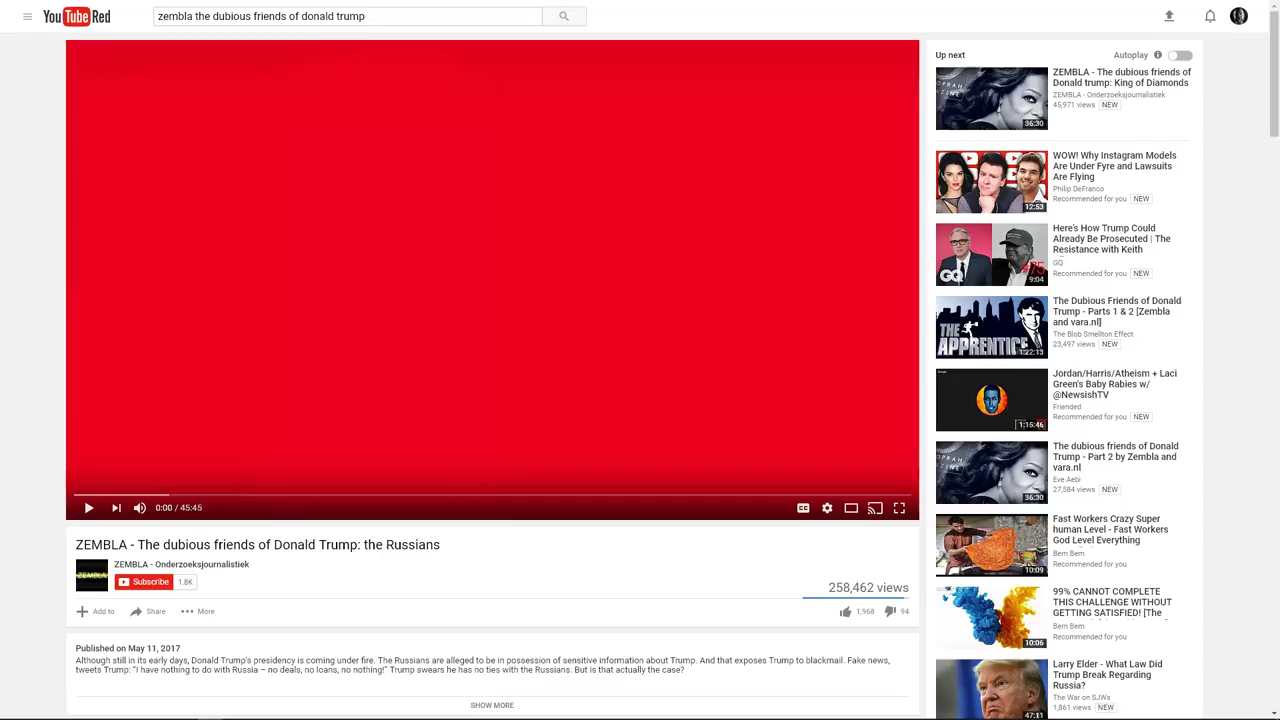 YouTube Red
zembla the dubious friends of donald trump
Up next
Autoplay
ZEMBLA - The dubious friends of
Donald trump: King of Diamonds
ZEMBLA - Onderzoeksjournalistiek
45,971 views NEW
36:30
WOW! Why Instagram Models
Are Under Fyre and Lawsuits
Are Flying
Philip DeFranco
Recommended for you NEW
12:53
Here's How Trump Could
Already Be Prosecuted | The
Resistance with Keith
GQ
Recommended for you NEW
GQ
9:04
The Dubious Friends of Donald
Trump - Parts 1 & 2 [Zembla
and vara.nl]
The Blob Smellton Effect
23,497 views NEW
THE
APPRENTICE
1:22:13
Jordan/Harris/Atheism + Laci
Green's Baby Rabies w/
@NewsishTV
Friended
Recommended for you NEW
1:15:46
The dubious friends of Donald
Trump - Part 2 by Zembla and
vara.nl
Eve Aebi
27,584 views NEW
36:30
Fast Workers Crazy Super
human Level - Fast Workers
God Level Everything
Bem Bem
Recommended for you
10:09
99% CANNOT COMPLETE
THIS CHALLENGE WITHOUT
GETTING SATISFIED! [The
Bem Bem
Recommended for you
10:06
Larry Elder - What Law Did
Trump Break Regarding
Russia?
The War on SJWs
1,861 views NEW
47:11
0:00 / 45:45
ZEMBLA - The dubious friends of Donald Trump: the Russians
ZEMBLA
ZEMBLA - Onderzoeksjournalistiek
Subscribe 1.8K
258,462 views
Add to Share More
1,968 94
Published on May 11, 2017
Although still in its early days, Donald Trump's presidency is coming under fire. The Russians are alleged to be in possession of sensitive information about Trump. And that exposes Trump to blackmail. Fake news,
tweets Trump: "I have nothing to do with Russia – no deals, no loans, no nothing!" Trump swears he has no ties with the Russians. But is that actually the case?
SHOW MORE